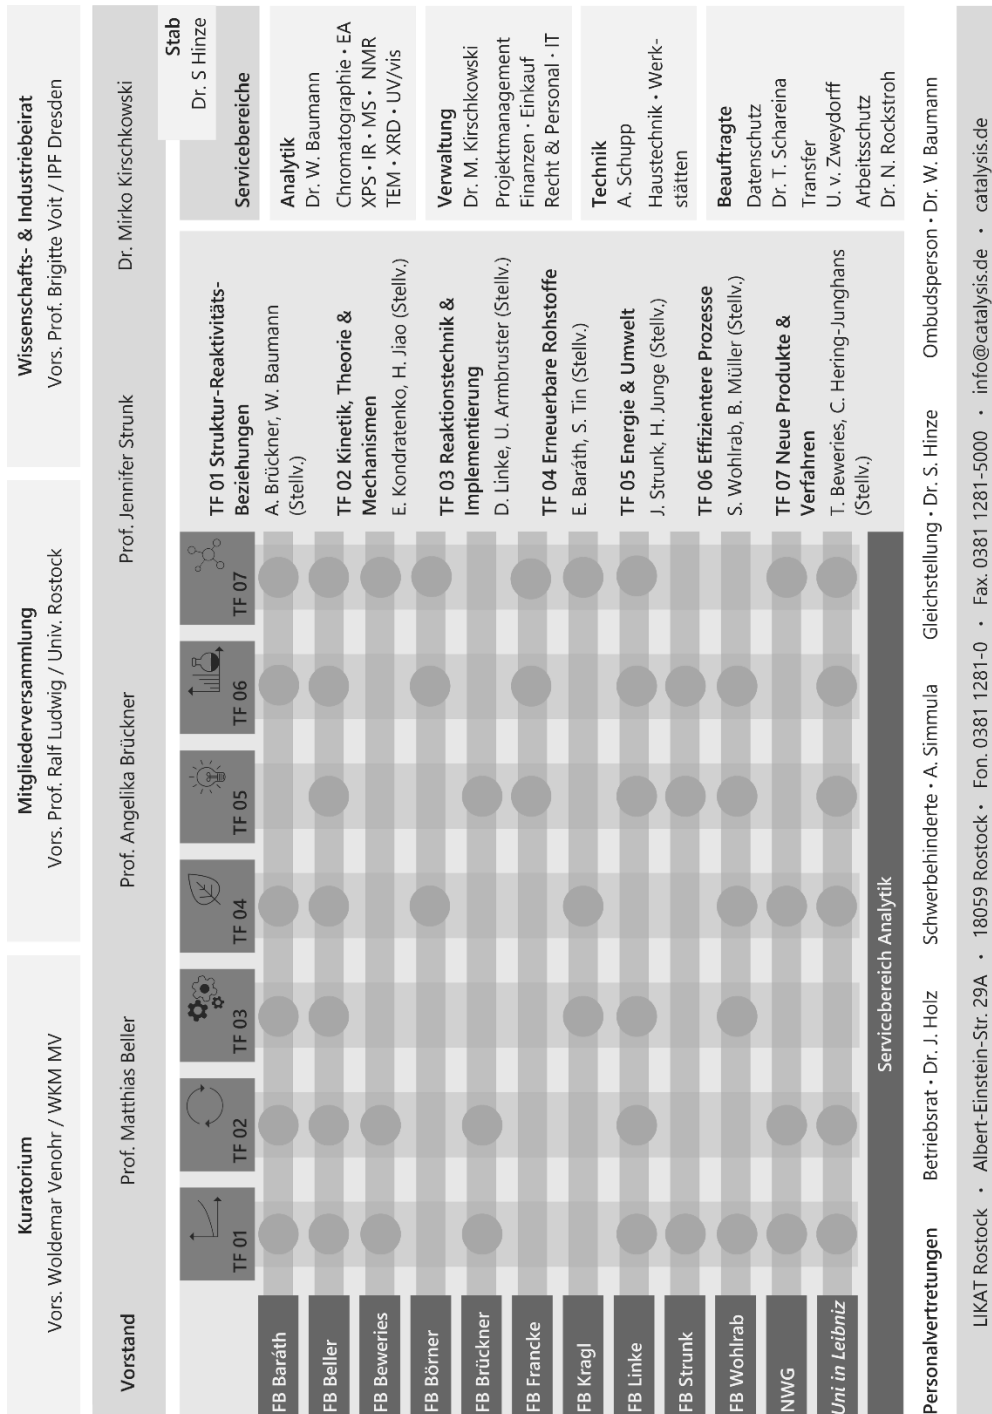 Kuratorium
Vors. Woldemar Venohr / WKM MV
Mitgliederversammlung
Vors. Prof. Ralf Ludwig / Univ. Rostock
Wissenschafts- & Industriebeirat
Vors. Prof. Brigitte Voit / IPF Dresden
Vorstand
Prof. Matthias Beller
Prof. Angelika Brückner
Prof. Jennifer Strunk
Dr. Mirko Kirschkowski
Stab
Dr. S Hinze
TF 01
TF 02
TF 03
TF 04
TF 05
TF 06
TF 07
FB Baráth
FB Beller
FB Beweries
FB Börner
FB Brückner
FB Francke
FB Kragl
FB Linke
FB Strunk
FB Wohlrab
NWG
Uni in Leibniz
Servicebereich Analytik
TF 01 Struktur-Reaktivitäts-
Beziehungen
A. Brückner, W. Baumann
(Stellv.)
TF 02 Kinetik, Theorie &
Mechanismen
E. Kondratenko, H. Jiao (Stellv.)
TF 03 Reaktionstechnik &
Implementierung
D. Linke, U. Armbruster (Stellv.)
TF 04 Erneuerbare Rohstoffe
E. Baráth, S. Tin (Stellv.)
TF 05 Energie & Umwelt
J. Strunk, H. Junge (Stellv.)
TF 06 Effizientere Prozesse
S. Wohlrab, B. Müller (Stellv.)
TF 07 Neue Produkte &
Verfahren
T. Beweries, C. Hering-Junghans
(Stellv.)
Servicebereiche
Analytik
Dr. W. Baumann
Chromatographie · EA
XPS · IR · MS · NMR
TEM · XRD · UV/vis
Verwaltung
Dr. M. Kirschkowski
Projektmanagement
Finanzen · Einkauf
Recht & Personal · IT
Technik
A. Schupp
Haustechnik · Werk-
stätten
Beauftragte
Datenschutz
Dr. T. Schareina
Transfer
U. v. Zweydorff
Arbeitsschutz
Dr. N. Rockstroh
Personalvertretungen
Betriebsrat · Dr. J. Holz
Schwerbehinderte · A. Simmula
Gleichstellung · Dr. S. Hinze
Ombudsperson · Dr. W. Baumann
LIKAT Rostock · Albert-Einstein-Str. 29A · 18059 Rostock · Fon. 0381 1281-0 · Fax. 0381 1281-5000 · info@catalysis.de · catalysis.de